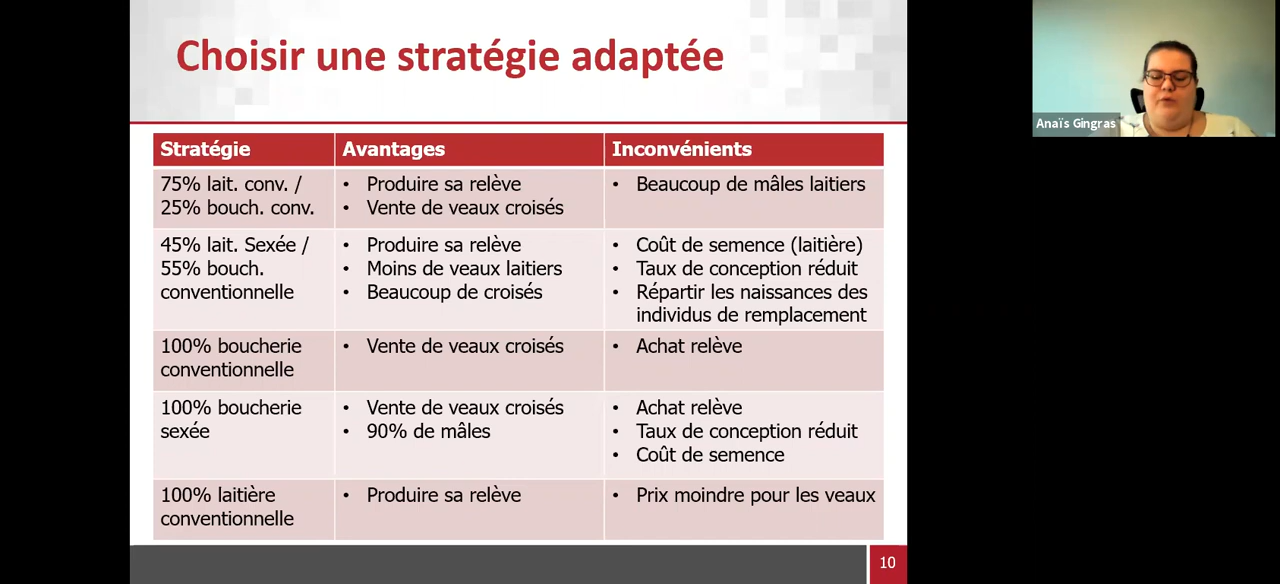 Choisir une stratégie adaptée
Anaïs Gingras
Stratégie
Avantages
Inconvénients
75% lait. conv. /
25% bouch. conv.
• Produire sa relève
• Vente de veaux croisés
• Beaucoup de mâles laitiers
45% lait. Sexée /
55% bouch.
conventionnelle
• Produire sa relève
• Moins de veaux laitiers
• Beaucoup de croisés
• Coût de semence (laitière)
• Taux de conception réduit
• Répartir les naissances des
individus de remplacement
100% boucherie
conventionnelle
• Vente de veaux croisés
• Achat relève
100% boucherie
sexée
• Vente de veaux croisés
• 90% de mâles
• Achat relève
• Taux de conception réduit
• Coût de semence
100% laitière
conventionnelle
• Produire sa relève
• Prix moindre pour les veaux
10